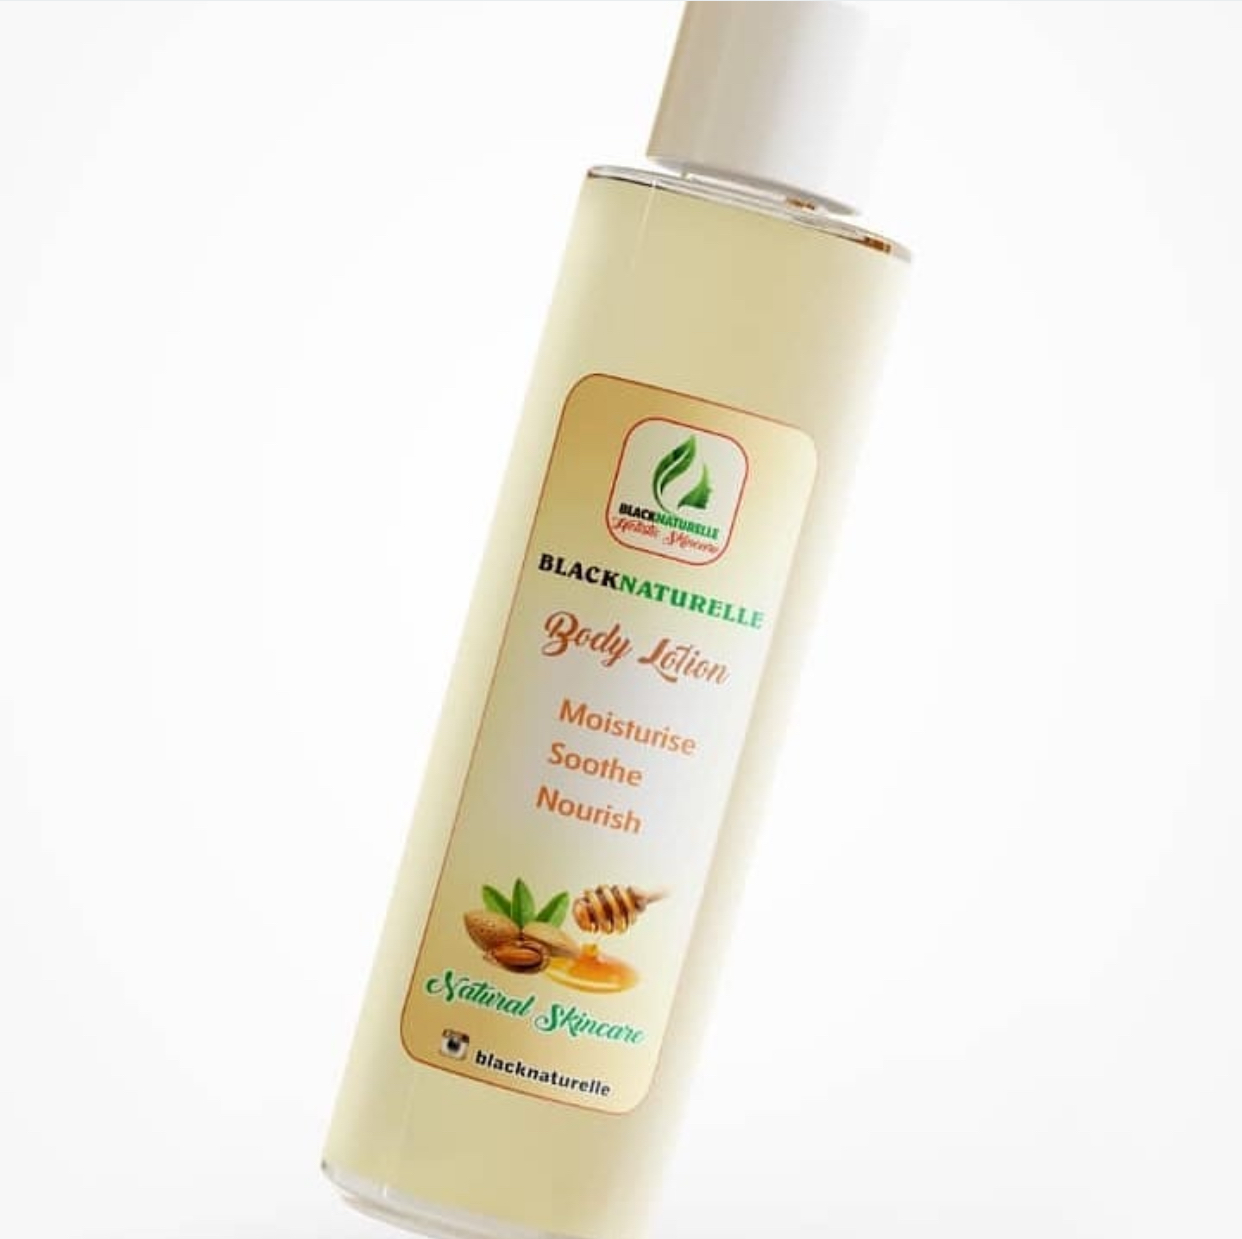 BLACKNATURELLE
Holistic Skincare
BLACKNATURELLE
Body Lotion
Moisturise
Soothe
Nourish
Natural Skincare
blacknaturelle